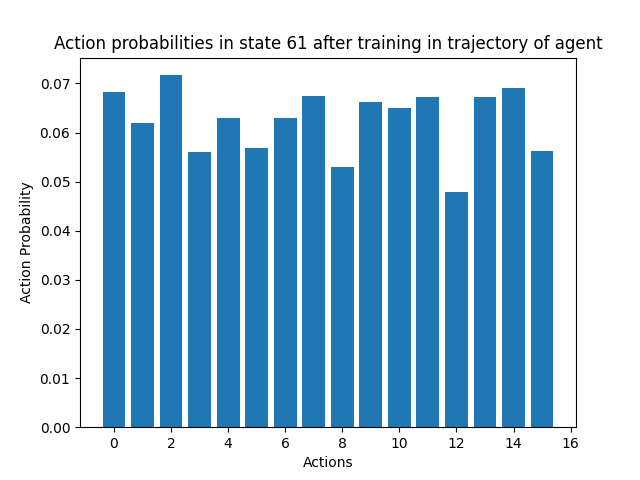 Action probabilities in state 61 after training in trajectory of agent
0.07
0.06
0.05
0.04
0.03
0.02
0.01
0.00
Action Probability
0 2 4 6 8 10 12 14 16
Actions